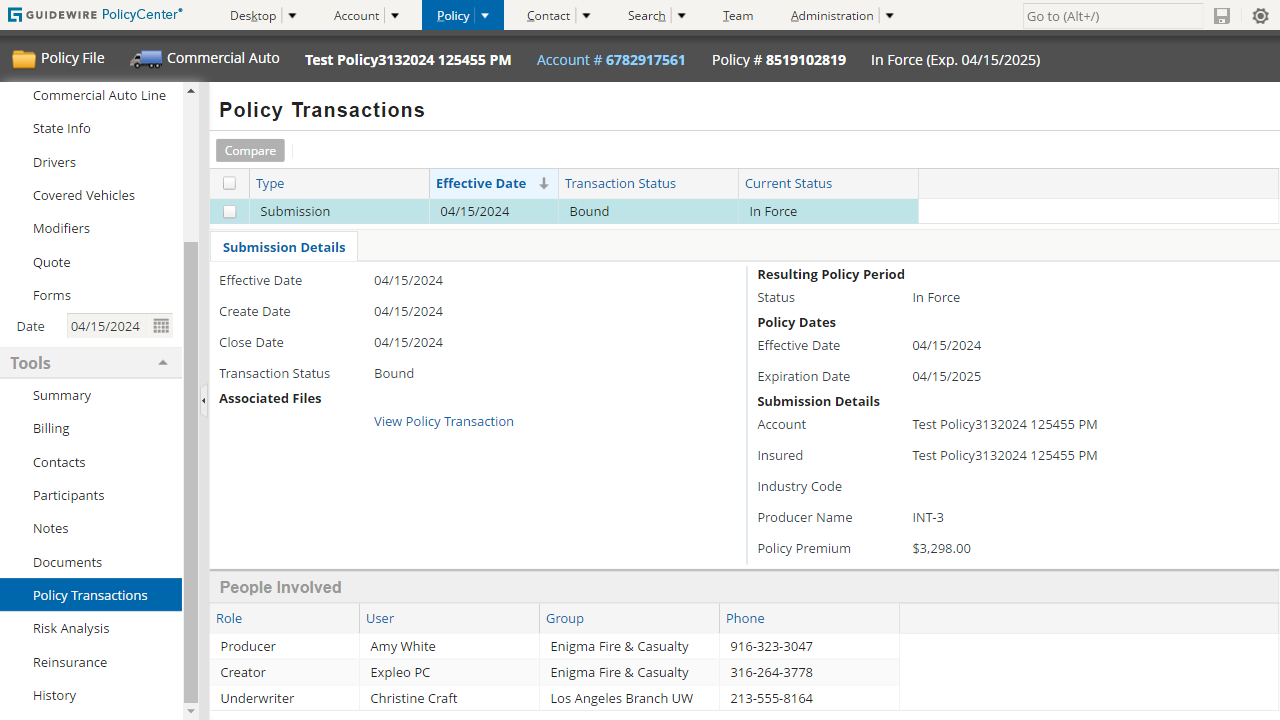 GUIDEWIRE PolicyCenter®
Desktop Account Policy Contact Search Team Administration Go to (Alt+/)
Policy File Commercial Auto Test Policy3132024 125455 PM Account # 6782917561 Policy # 8519102819 In Force (Exp. 04/15/2025)
Commercial Auto Line
State Info
Drivers
Covered Vehicles
Modifiers
Quote
Forms
Date 04/15/2024
Tools
Summary
Billing
Contacts
Participants
Notes
Documents
Policy Transactions
Risk Analysis
Reinsurance
History
Policy Transactions
Compare
Type Effective Date Transaction Status Current Status
Submission 04/15/2024 Bound In Force
Submission Details
Effective Date 04/15/2024
Create Date 04/15/2024
Close Date 04/15/2024
Transaction Status Bound
Associated Files
View Policy Transaction
Resulting Policy Period
Status In Force
Policy Dates
Effective Date 04/15/2024
Expiration Date 04/15/2025
Submission Details
Account Test Policy3132024 125455 PM
Insured Test Policy3132024 125455 PM
Industry Code
Producer Name INT-3
Policy Premium $3,298.00
People Involved
Role User Group Phone
Producer Amy White Enigma Fire & Casualty 916-323-3047
Creator Expleo PC Enigma Fire & Casualty 316-264-3778
Underwriter Christine Craft Los Angeles Branch UW 213-555-8164